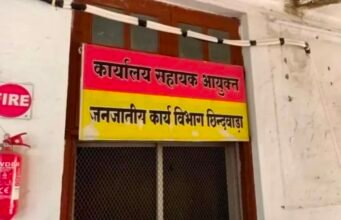 कार्यालय सहायक आयुक्त
जनजातीय कार्य विभाग छिन्दवाड़ा
FIRE